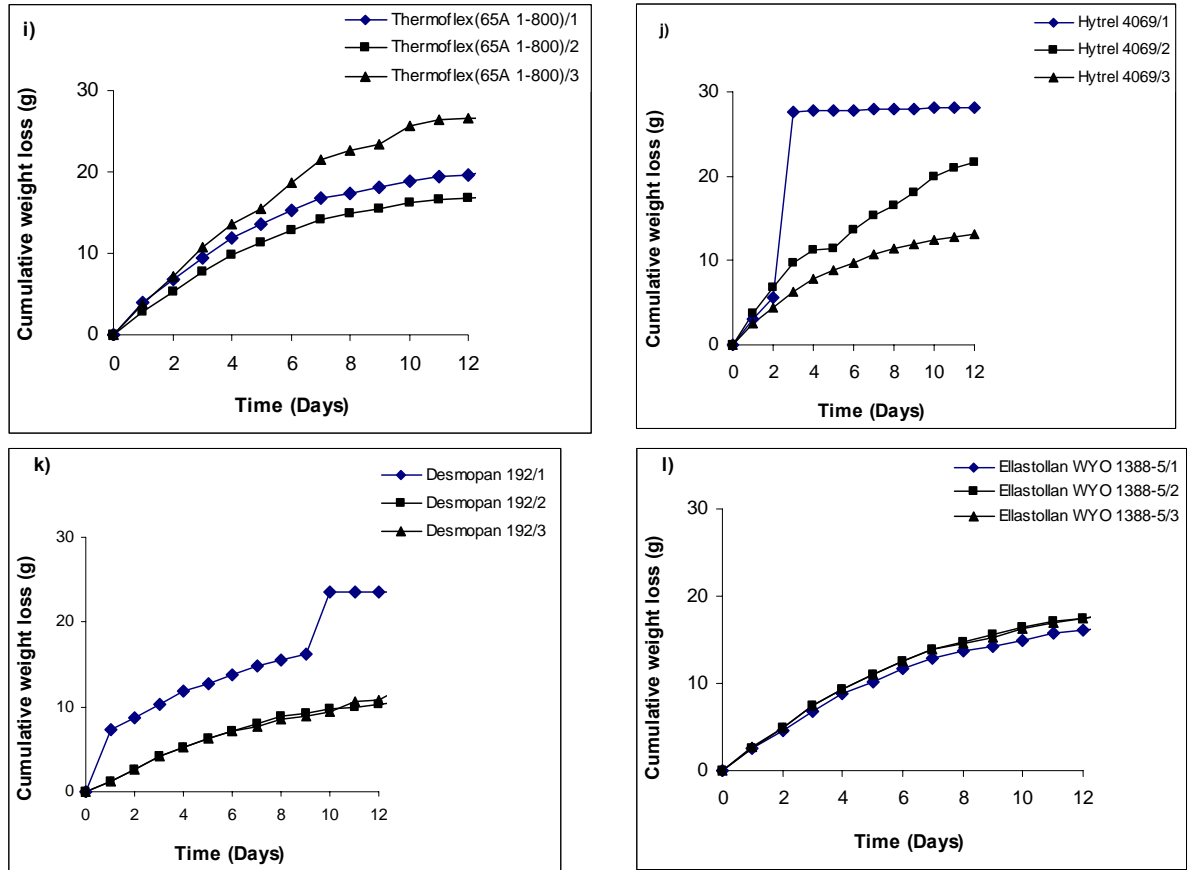 i)
Thermoflex(65A 1-800)/1
Thermoflex(65A 1-800)/2
Thermoflex(65A 1-800)/3
Cumulative weight loss (g)
30
20
10
0
0 2 4 6 8 10 12
Time (Days)
j)
Hytrel 4069/1
Hytrel 4069/2
Hytrel 4069/3
Cumulative weight loss (g)
30
20
10
0
0 2 4 6 8 10 12
Time (Days)
k)
Desmopan 192/1
Desmopan 192/2
Desmopan 192/3
Cumulative weight loss (g)
30
20
10
0
0 2 4 6 8 10 12
Time (Days)
l)
Ellastollan WYO 1388-5/1
Ellastollan WYO 1388-5/2
Ellastollan WYO 1388-5/3
Cumulative weight loss (g)
30
20
10
0
0 2 4 6 8 10 12
Time (Days)